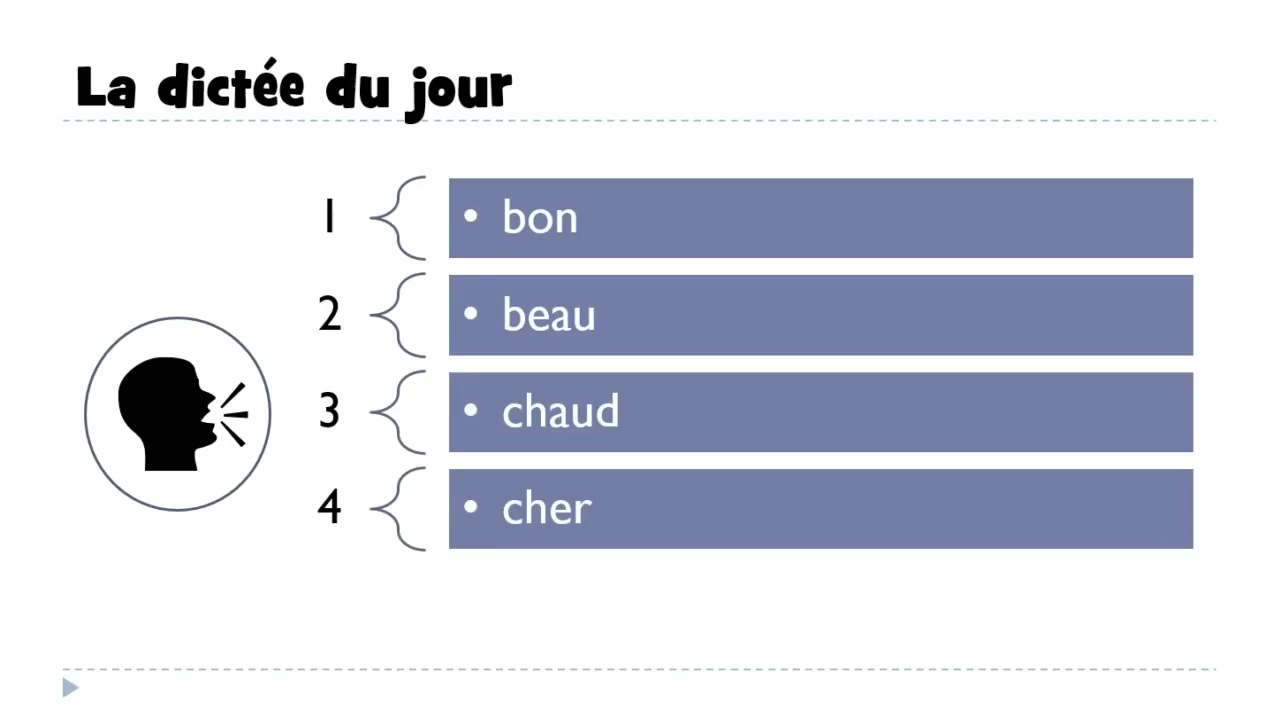 La dictée du jour
1 • bon
2 • beau
3 • chaud
4 • cher